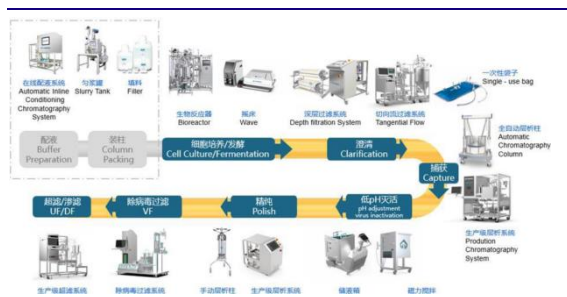 在线配液系统
Automatic Inline
Conditioning
Chromatography
System
匀浆罐
Slurry Tank
填料
Filler
生物反应器
Bioreactor
摇床
Wave
深层过滤系统
Depth filtration System
切向流过滤系统
Tangential Flow
一次性袋子
Single - use bag
配液
Buffer
Preparation
装柱
Column
Packing
细胞培养/发酵
Cell Culture/Fermentation
澄清
Clarification
全自动层析柱
Automatic
Chromatography
Column
捕获
Capture
超滤/渗滤
UF/DF
除病毒过滤
VF
精纯
Polish
低pH灭活
pH adjustment
virus inactivation
生产级层析系统
Prodution
Chromatography
System
生产级超滤系统
除病毒过滤系统
手动层析柱
生产级层析系统
磁力搅拌